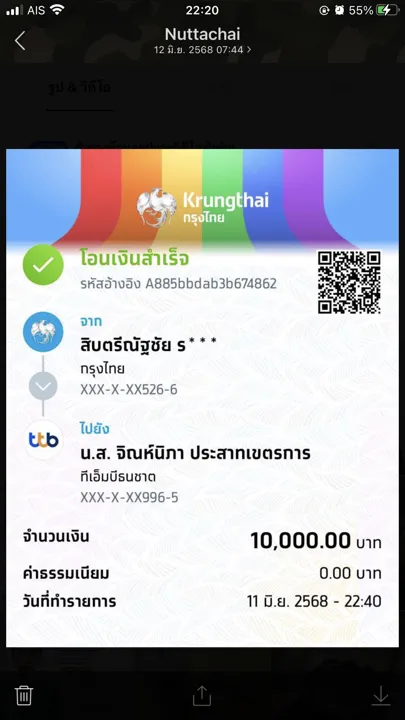 AIS 22:20 55%
Nuttachai
12 มิ.ย. 2568 07:44 >
รูป & วิดีโอ
Krungthai
กรุงไทย
โอนเงินสำเร็จ
รหัสอ้างอิง A885bbdab3b674862
จาก
สิบตรีณัฐชัย ร***
กรุงไทย
XXX-X-XX526-6
ไปยัง
ttb
น.ส. จิณห์นิภา ประสาทเขตรการ
ทีเอ็มบีธนชาต
XXX-X-XX996-5
จำนวนเงิน 10,000.00 บาท
ค่าธรรมเนียม 0.00 บาท
วันที่ทำรายการ 11 มิ.ย. 2568 - 22:40